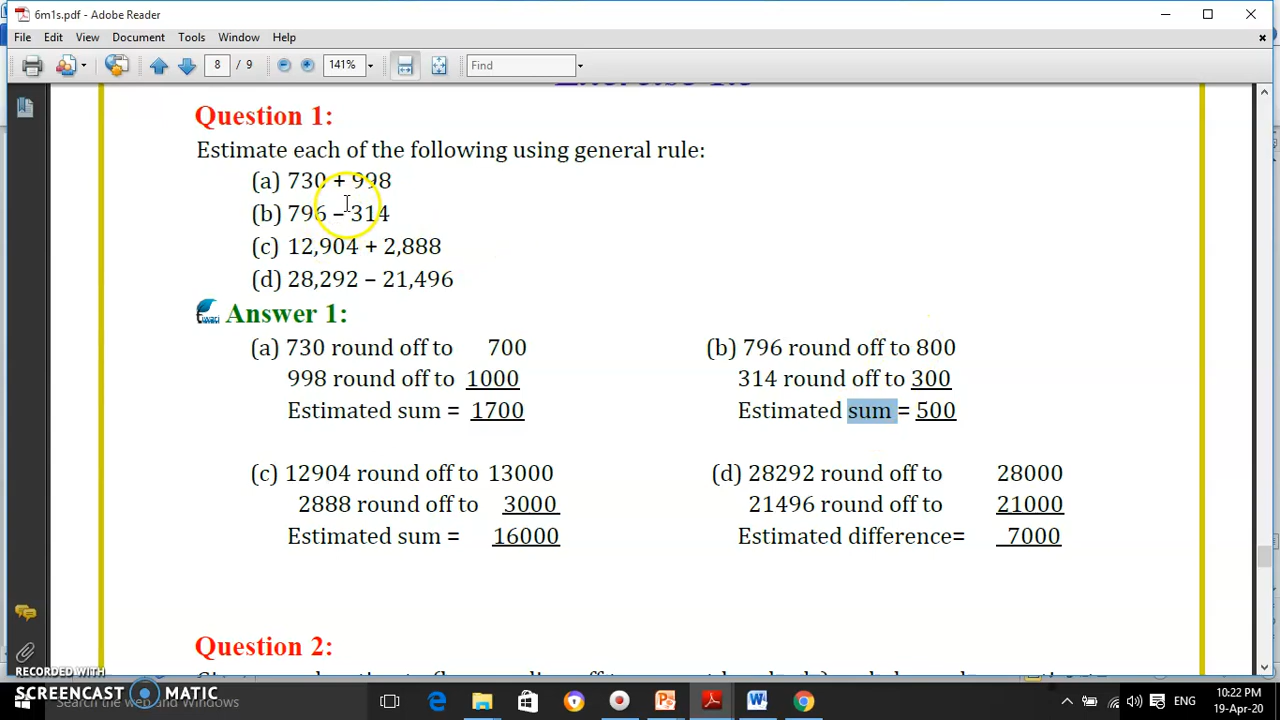 6m1s.pdf - Adobe Reader
File Edit View Document Tools Window Help
8 / 9 141% Find
Question 1:
Estimate each of the following using general rule:
(a) 730 + 998
(b) 796 – 314
(c) 12,904 + 2,888
(d) 28,292 – 21,496
Answer 1:
(a) 730 round off to 700
998 round off to 1000
Estimated sum = 1700
(b) 796 round off to 800
314 round off to 300
Estimated sum = 500
(c) 12904 round off to 13000
2888 round off to 3000
Estimated sum = 16000
(d) 28292 round off to 28000
21496 round off to 21000
Estimated difference= 7000
Question 2:
RECORDED WITH
SCREENCAST MATIC
Search the web and Windows
ENG
10:22 PM
19-Apr-20